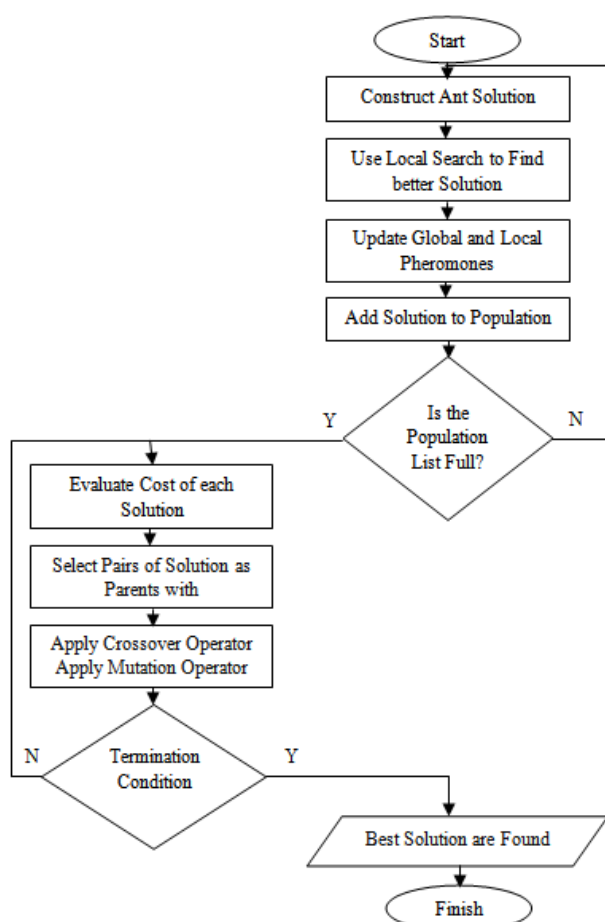 Start
Construct Ant Solution
Use Local Search to Find
better Solution
Update Global and Local
Pheromones
Add Solution to Population
Is the
Population
List Full?
Y
N
Evaluate Cost of each
Solution
Select Pairs of Solution as
Parents with
Apply Crossover Operator
Apply Mutation Operator
Termination
Condition
N
Y
Best Solution are Found
Finish